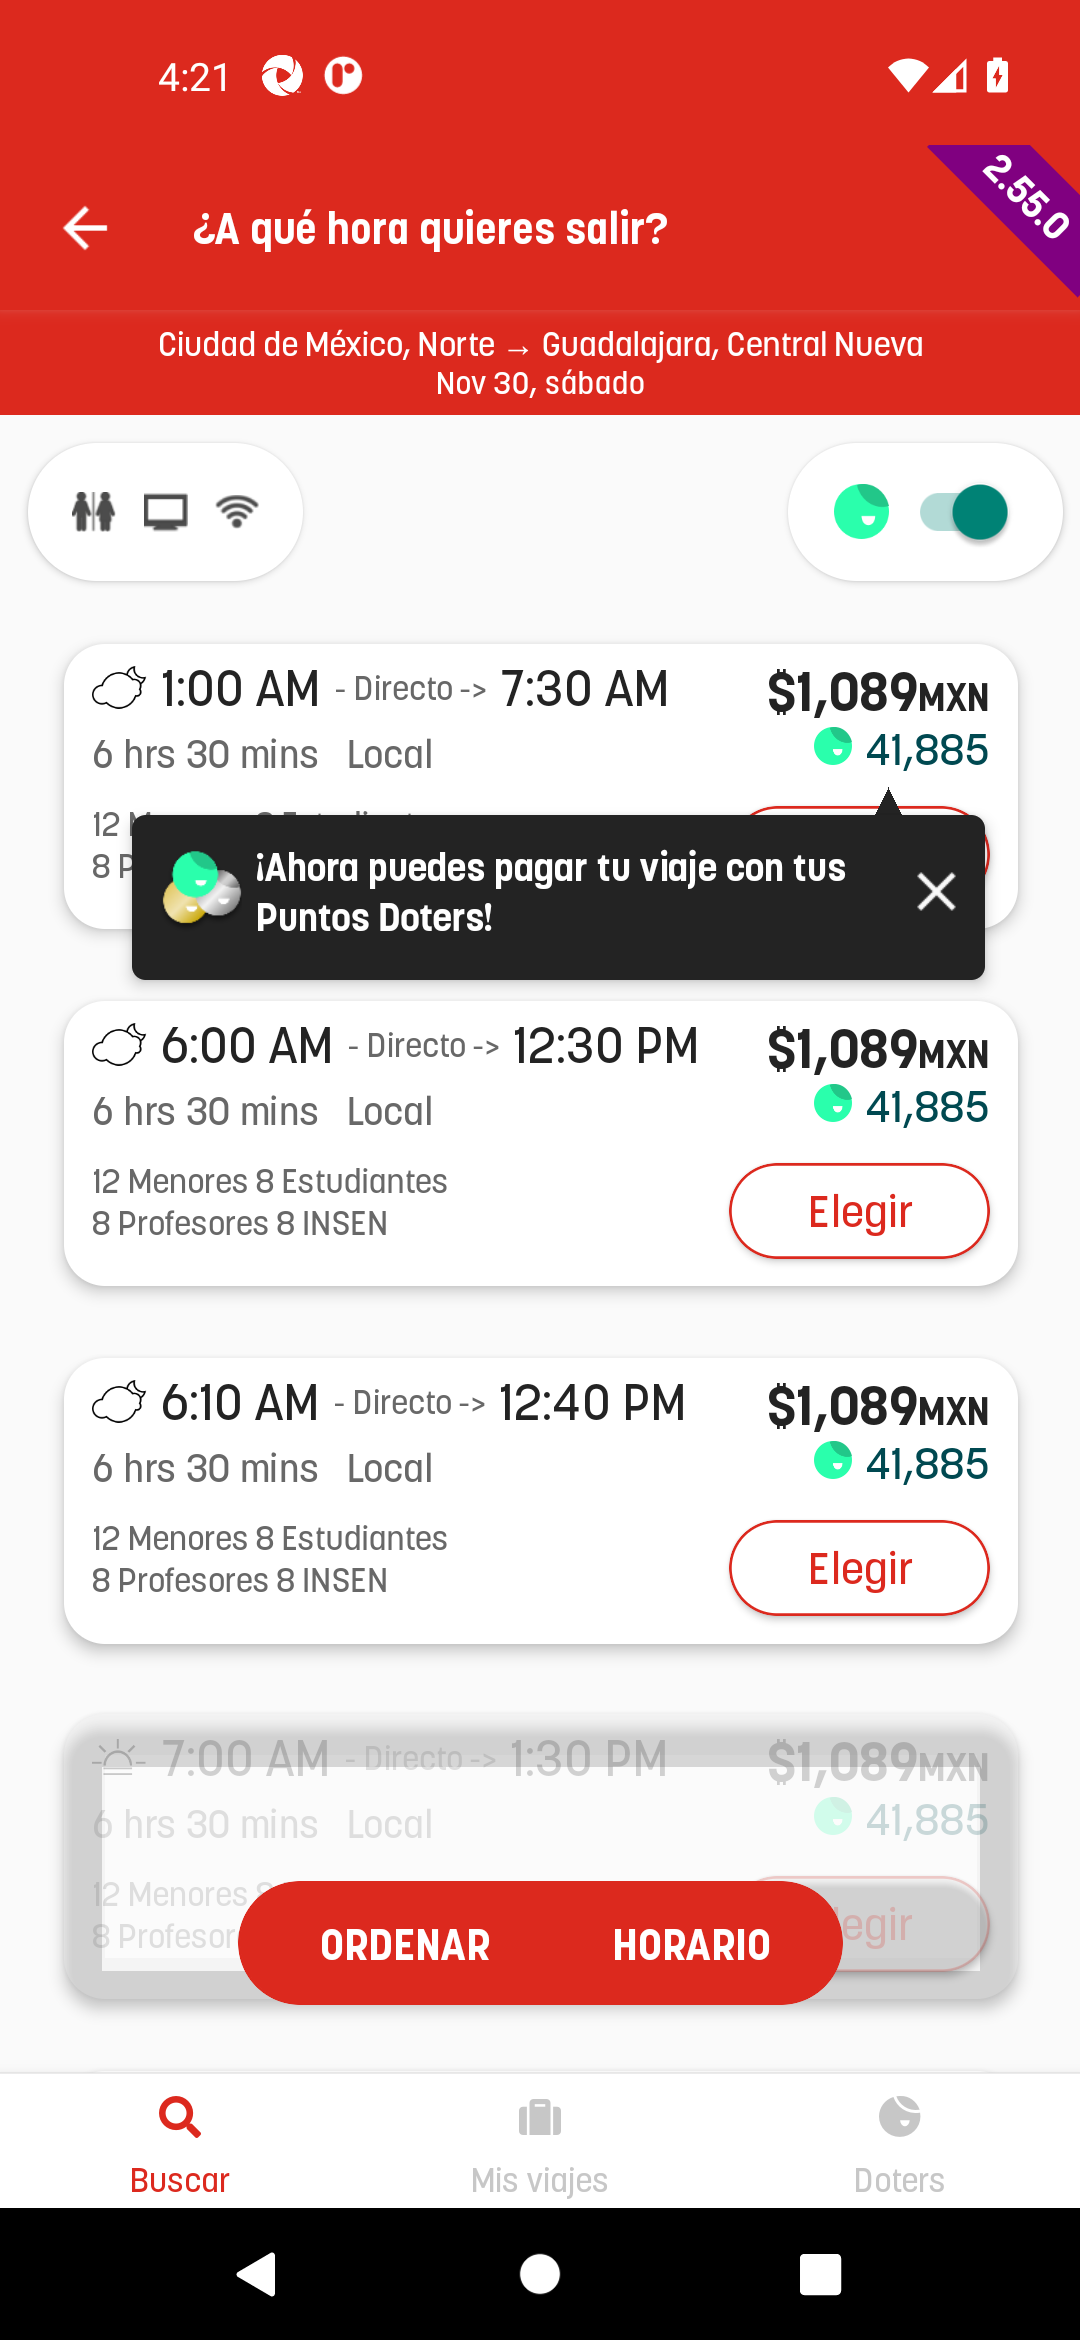 4:21
2.55.0
¿A qué hora quieres salir?
Ciudad de México, Norte → Guadalajara, Central Nueva
Nov 30, sábado
1:00 AM - Directo -> 7:30 AM $1,089MXN
6 hrs 30 mins Local 41,885
12
8 P
¡Ahora puedes pagar tu viaje con tus
Puntos Doters!
6:00 AM - Directo -> 12:30 PM $1,089MXN
6 hrs 30 mins Local 41,885
12 Menores 8 Estudiantes
8 Profesores 8 INSEN
Elegir
6:10 AM - Directo -> 12:40 PM $1,089MXN
6 hrs 30 mins Local 41,885
12 Menores 8 Estudiantes
8 Profesores 8 INSEN
Elegir
7:00 AM - Directo -> 1:30 PM $1,089MXN
6 hrs 30 mins Local 41,885
12 Menores 8
8 Profesor
legir
ORDENAR HORARIO
Buscar Mis viajes Doters